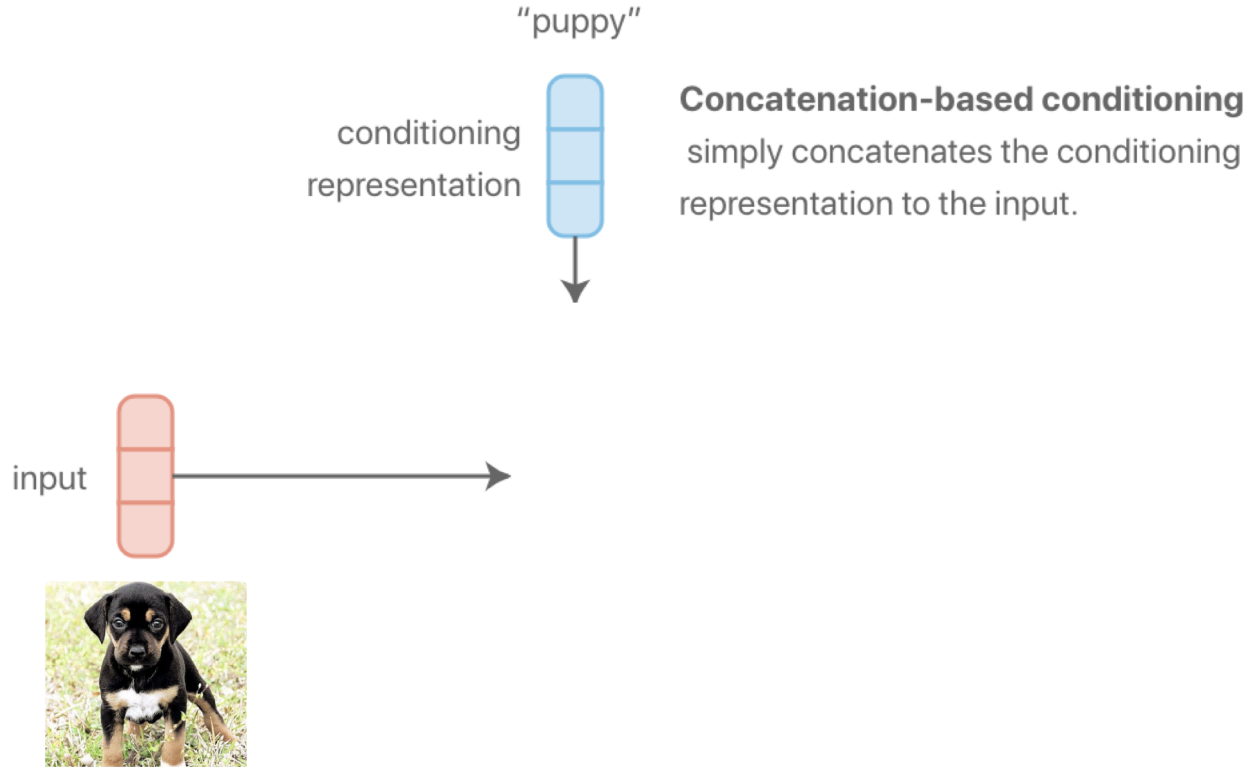 “puppy”
conditioning
representation
Concatenation-based conditioning
simply concatenates the conditioning
representation to the input.
input